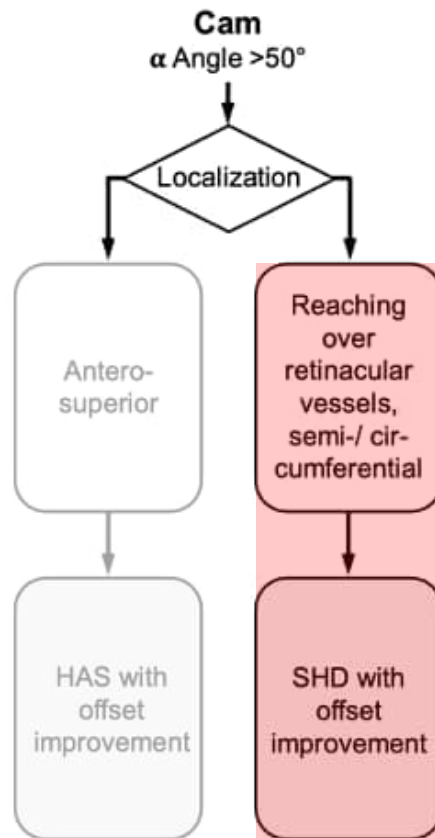 Cam
α Angle >50°
Localization
Antero-
superior
Reaching
over
retinacular
vessels,
semi-/ cir-
cumferential
HAS with
offset
improvement
SHD with
offset
improvement